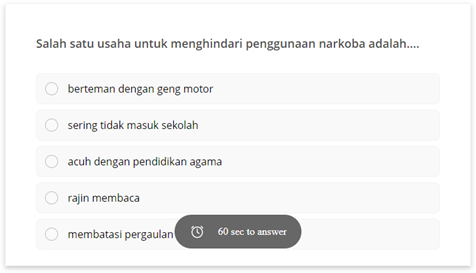 Salah satu usaha untuk menghindari penggunaan narkoba adalah....
berteman dengan geng motor
sering tidak masuk sekolah
acuh dengan pendidikan agama
rajin membaca
membatasi pergaulan
60 sec to answer